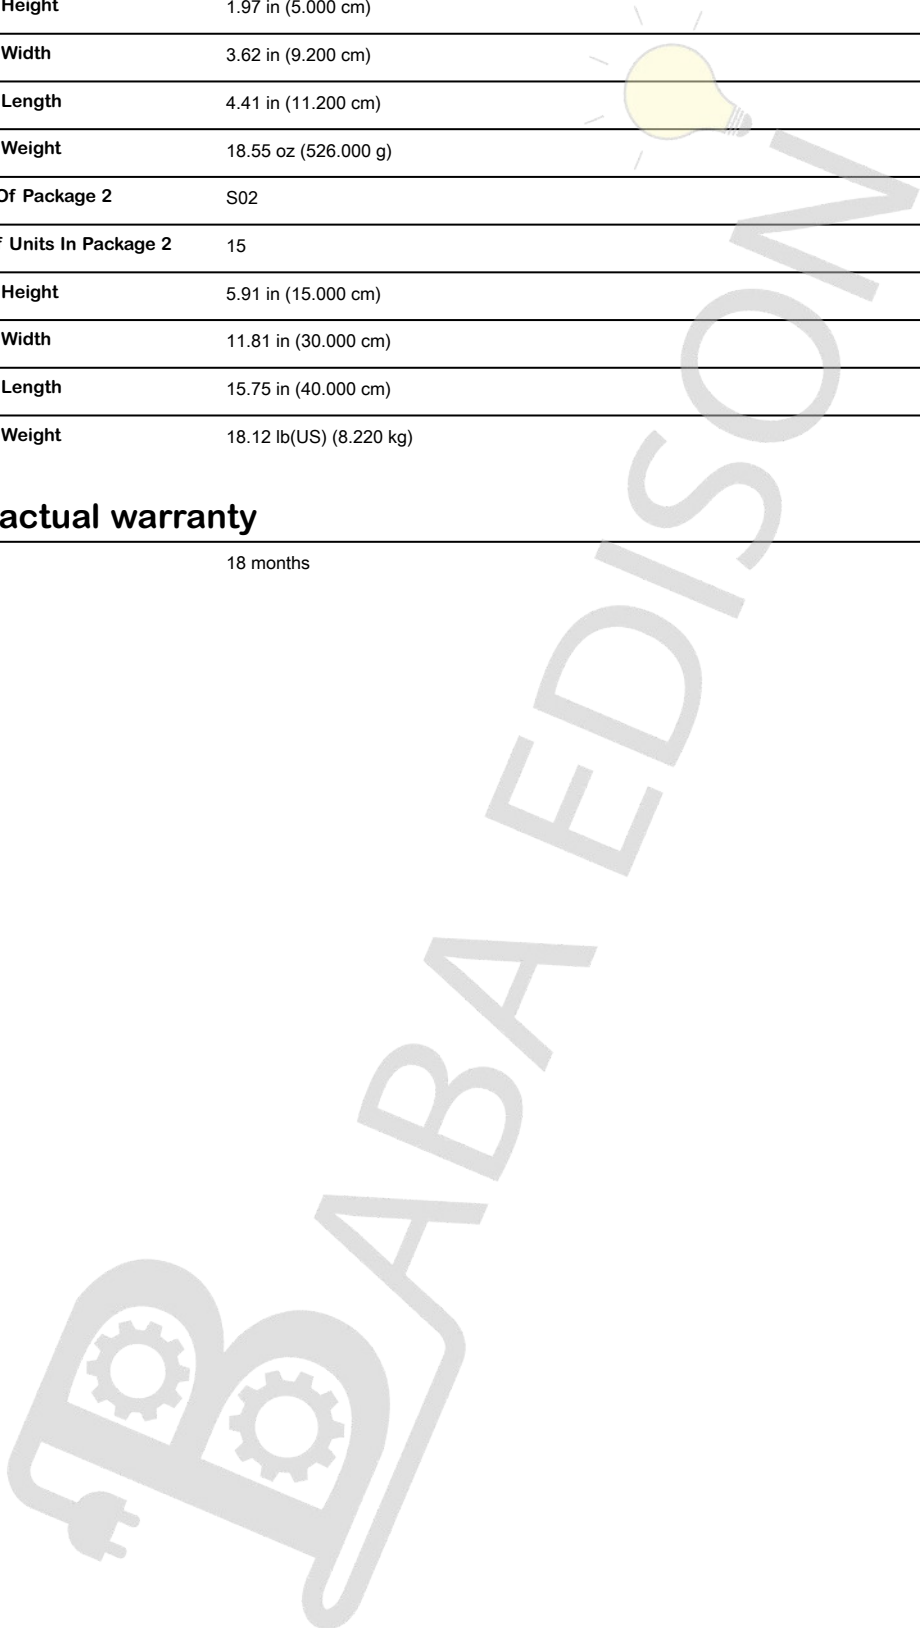 Height 1.97 in (5.000 cm)
Width 3.62 in (9.200 cm)
Length 4.41 in (11.200 cm)
Weight 18.55 oz (526.000 g)
Of Package 2 S02
Units In Package 2 15
Height 5.91 in (15.000 cm)
Width 11.81 in (30.000 cm)
Length 15.75 in (40.000 cm)
Weight 18.12 lb(US) (8.220 kg)
actual warranty
18 months
BABA EDISON